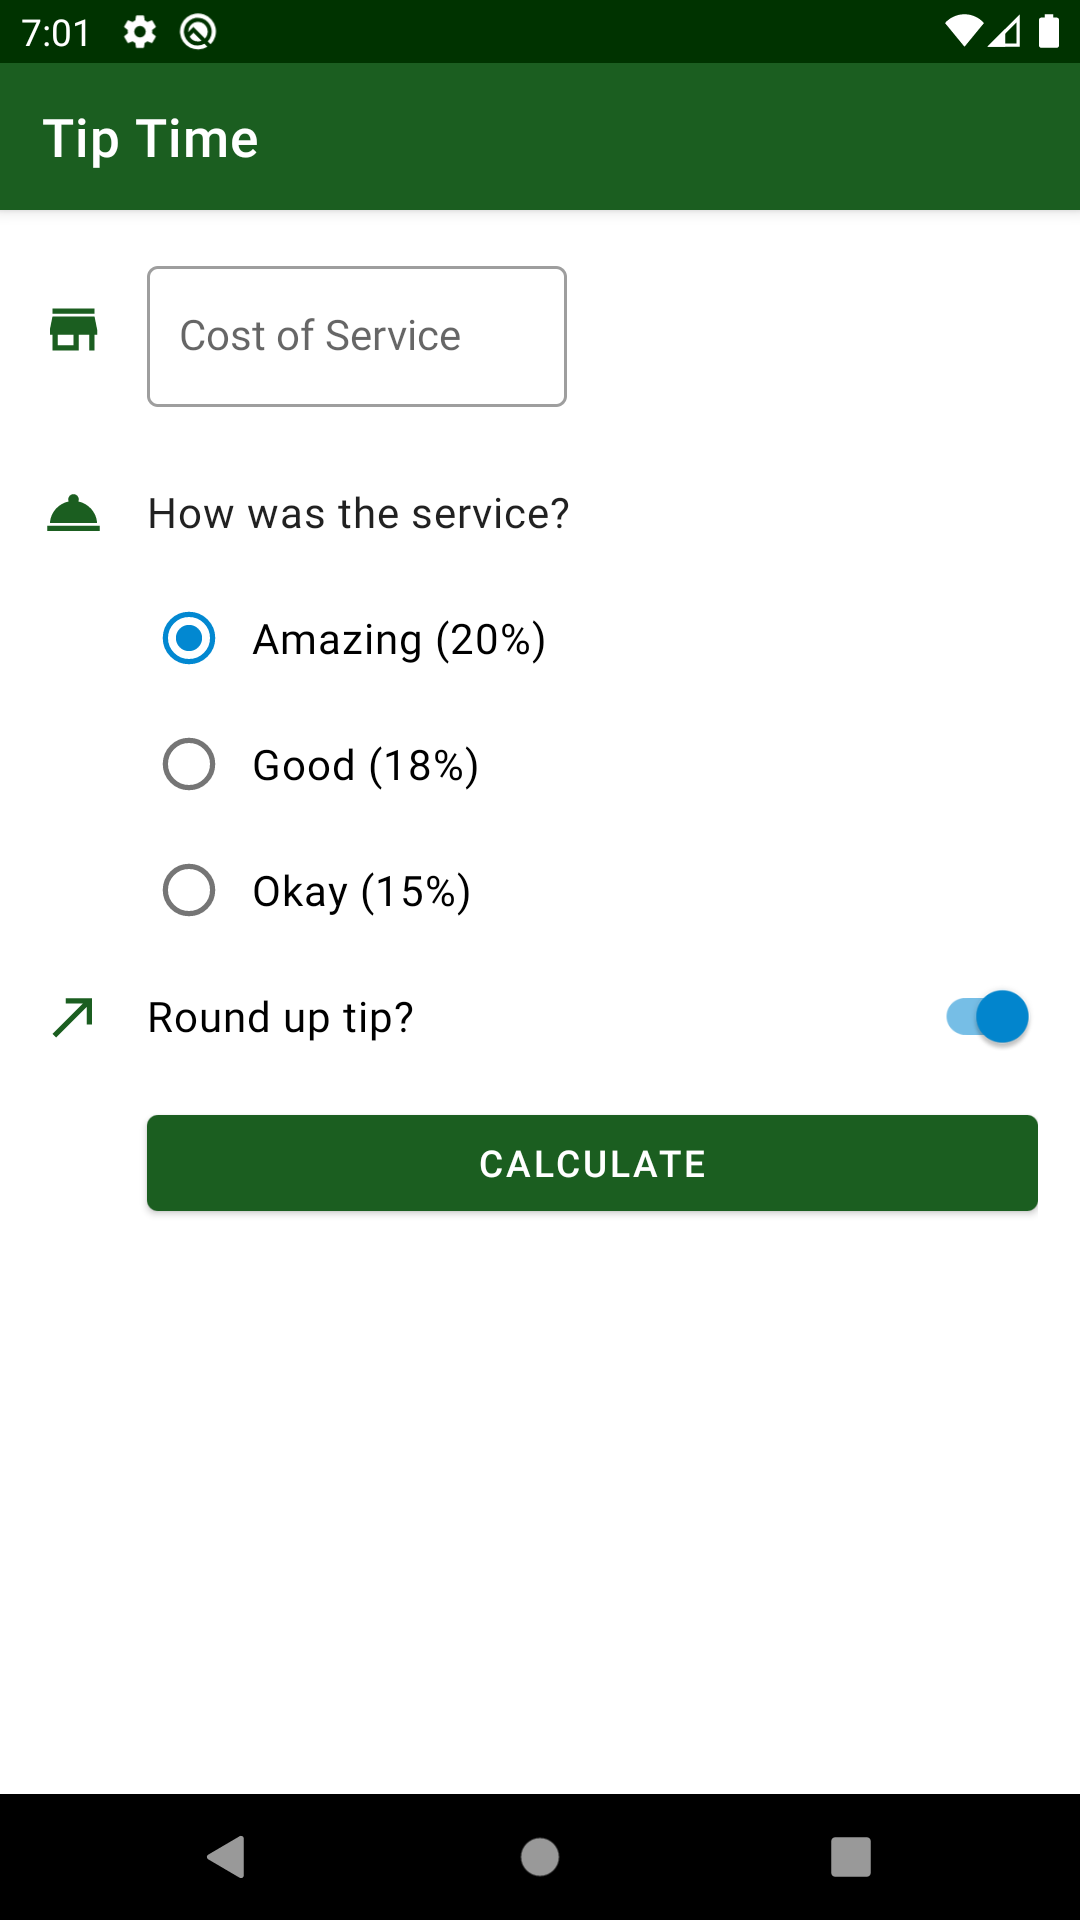 7:01
Tip Time
Cost of Service
How was the service?
Amazing (20%)
Good (18%)
Okay (15%)
Round up tip?
CALCULATE